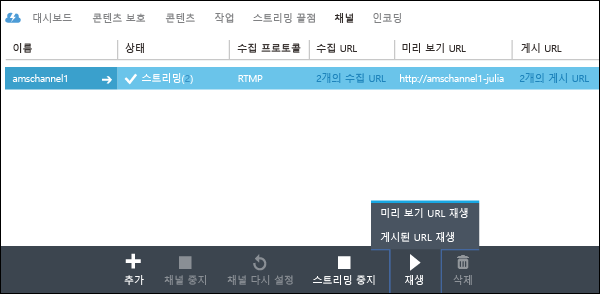 대시보드 콘텐츠 보호 콘텐츠 작업 스트리밍 끝점 채널 인코딩
이름 상태 수집 프로토콜 수집 URL 미리 보기 URL 게시 URL
amschannel1 스트리밍(2) RTMP 2개의 수집 URL http://amschannel1-julia 2개의 게시 URL
미리 보기 URL 재생
게시된 URL 재생
추가 채널 중지 채널 다시 설정 스트리밍 중지 재생 삭제